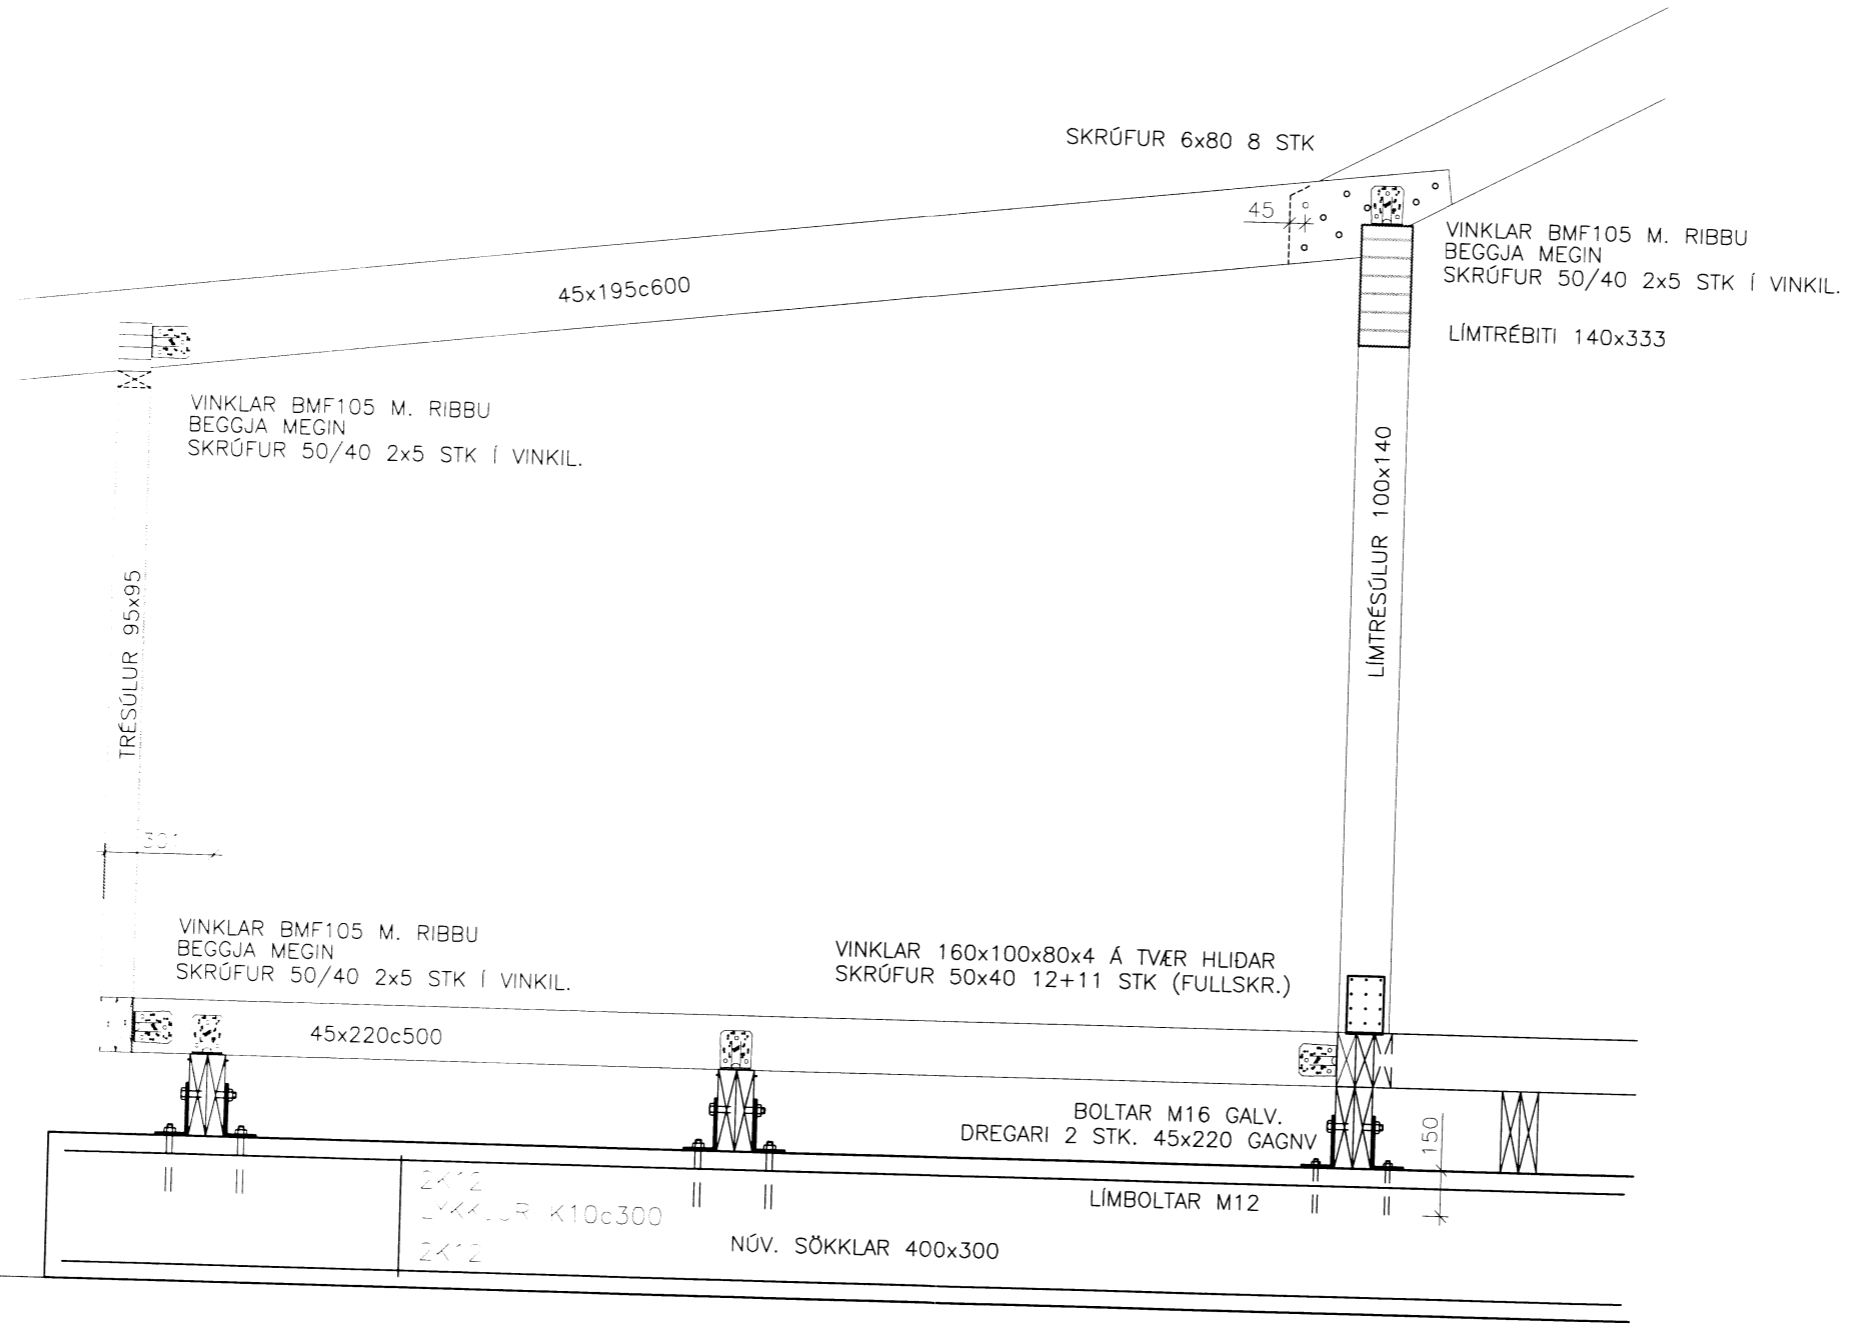 SKRÚFUR 6x80 8 STK
45
VINKLAR BMF105 M. RIBBU
BEGGJA MEGIN
SKRÚFUR 50/40 2x5 STK Í VINKIL.
45x195c600
LÍMTRÉBITI 140x333
VINKLAR BMF105 M. RIBBU
BEGGJA MEGIN
SKRÚFUR 50/40 2x5 STK Í VINKIL.
LÍMTRÉSÚLUR 100x140
TRÉSÚLUR 95x95
VINKLAR BMF105 M. RIBBU
BEGGJA MEGIN
SKRÚFUR 50/40 2x5 STK Í VINKIL.
VINKLAR 160x100x80x4 Á TVÆR HLIÐAR
SKRÚFUR 50x40 12+11 STK (FULLSKR.)
45x220c500
BOLTAR M16 GALV.
DREGARI 2 STK. 45x220 GAGNV
150
2K12
K10c300
2K12
LÍMBOLTAR M12
NÚV. SÖKKLAR 400x300